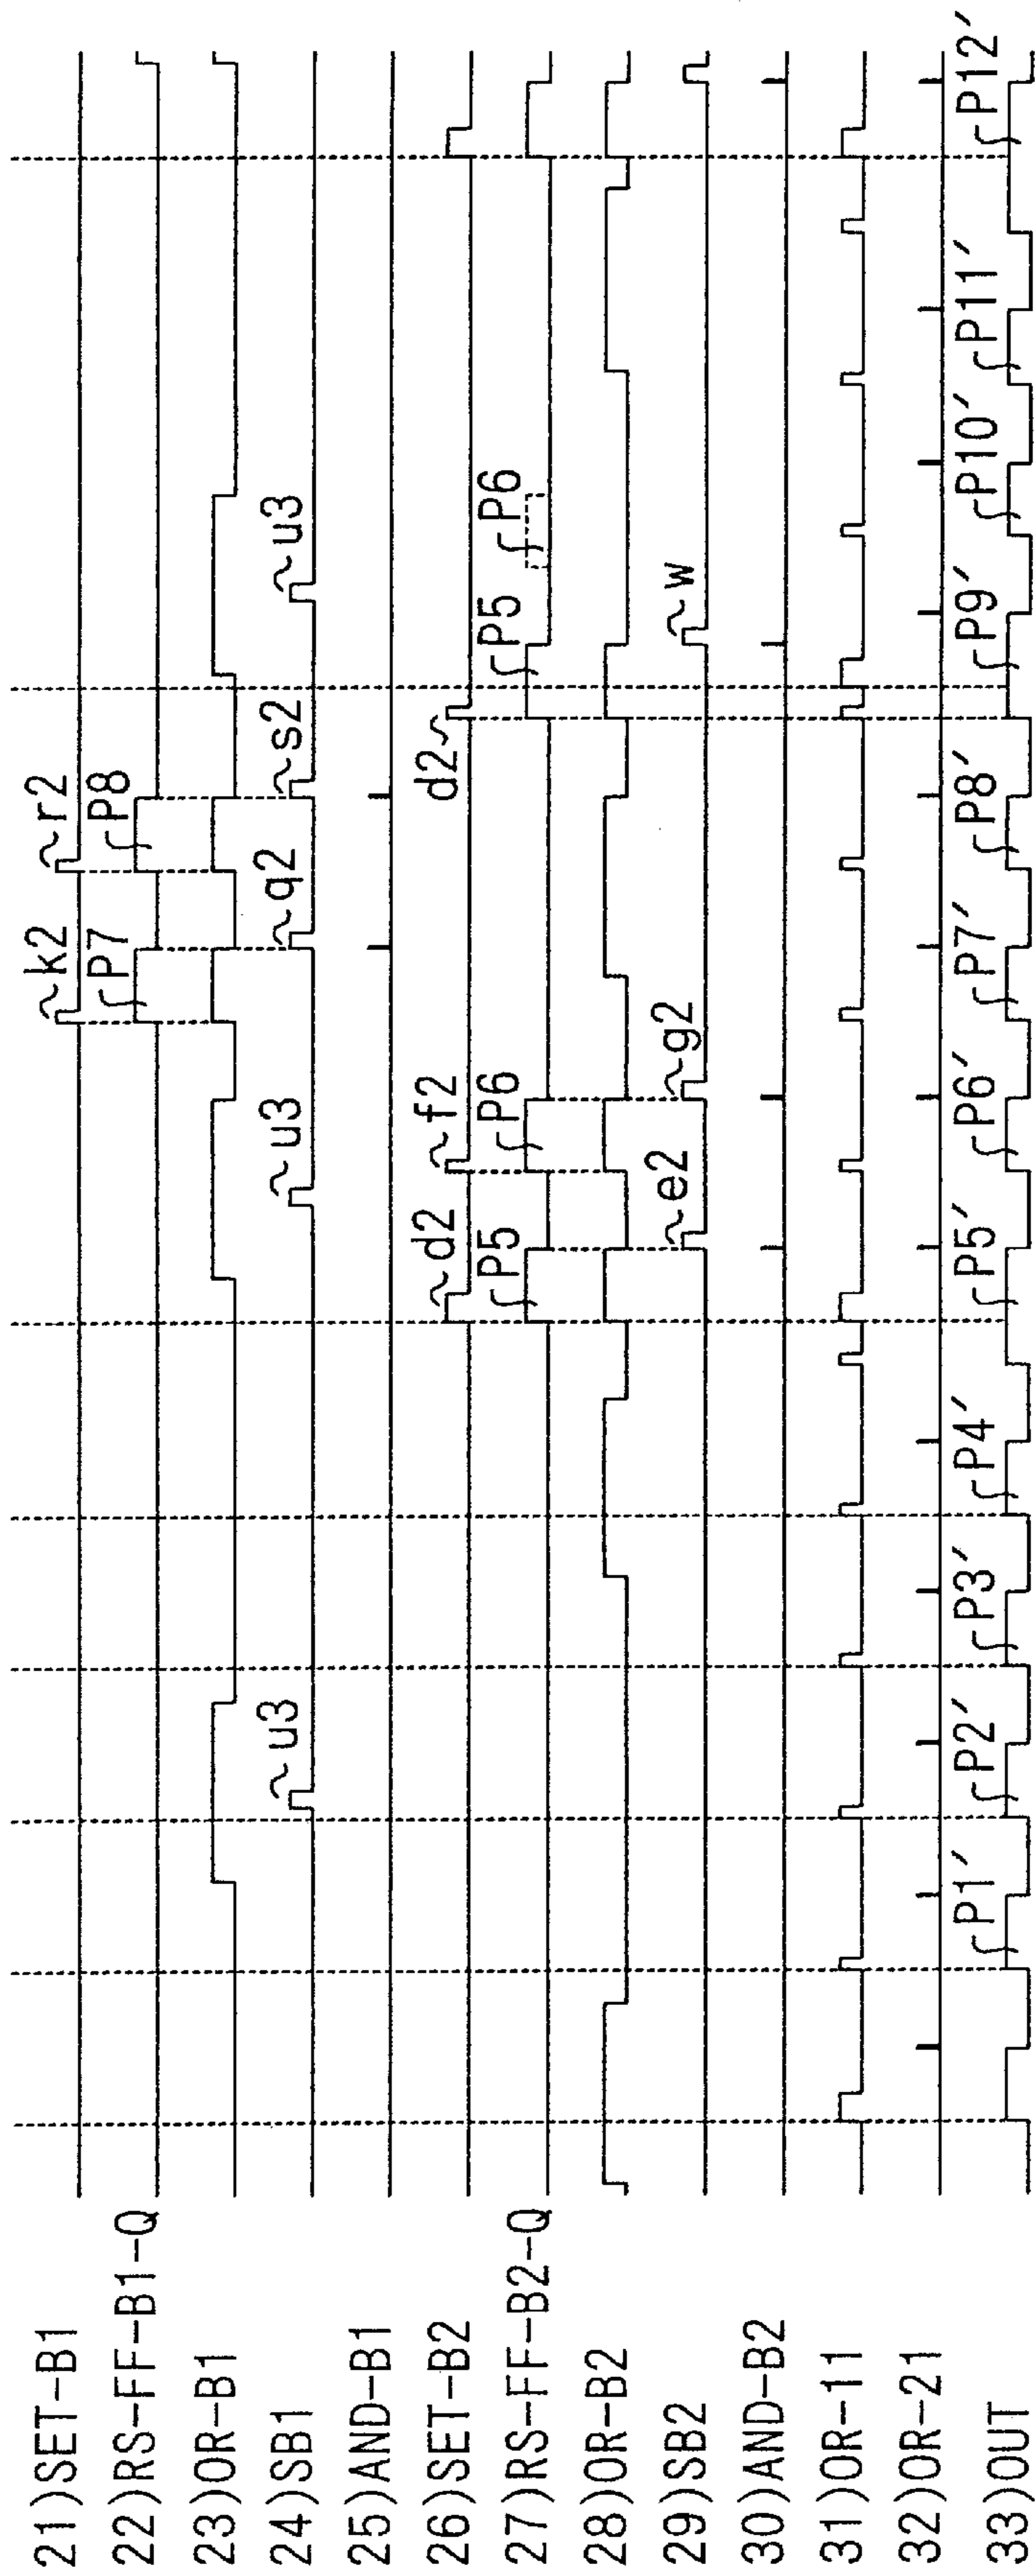 21)SET-B1
k2
r2
22)RS-FF-B1-Q
P7
P8
23)OR-B1
24)SB1
u3
u3
q2
s2
u3
25)AND-B1
26)SET-B2
d2
f2
d2
27)RS-FF-B2-Q
P5
P6
P5
P6
28)OR-B2
29)SB2
e2
g2
w
30)AND-B2
31)OR-11
32)OR-21
33)OUT
P1′
P2′
P3′
P4′
P5′
P6′
P7′
P8′
P9′
P10′
P11′
P12′